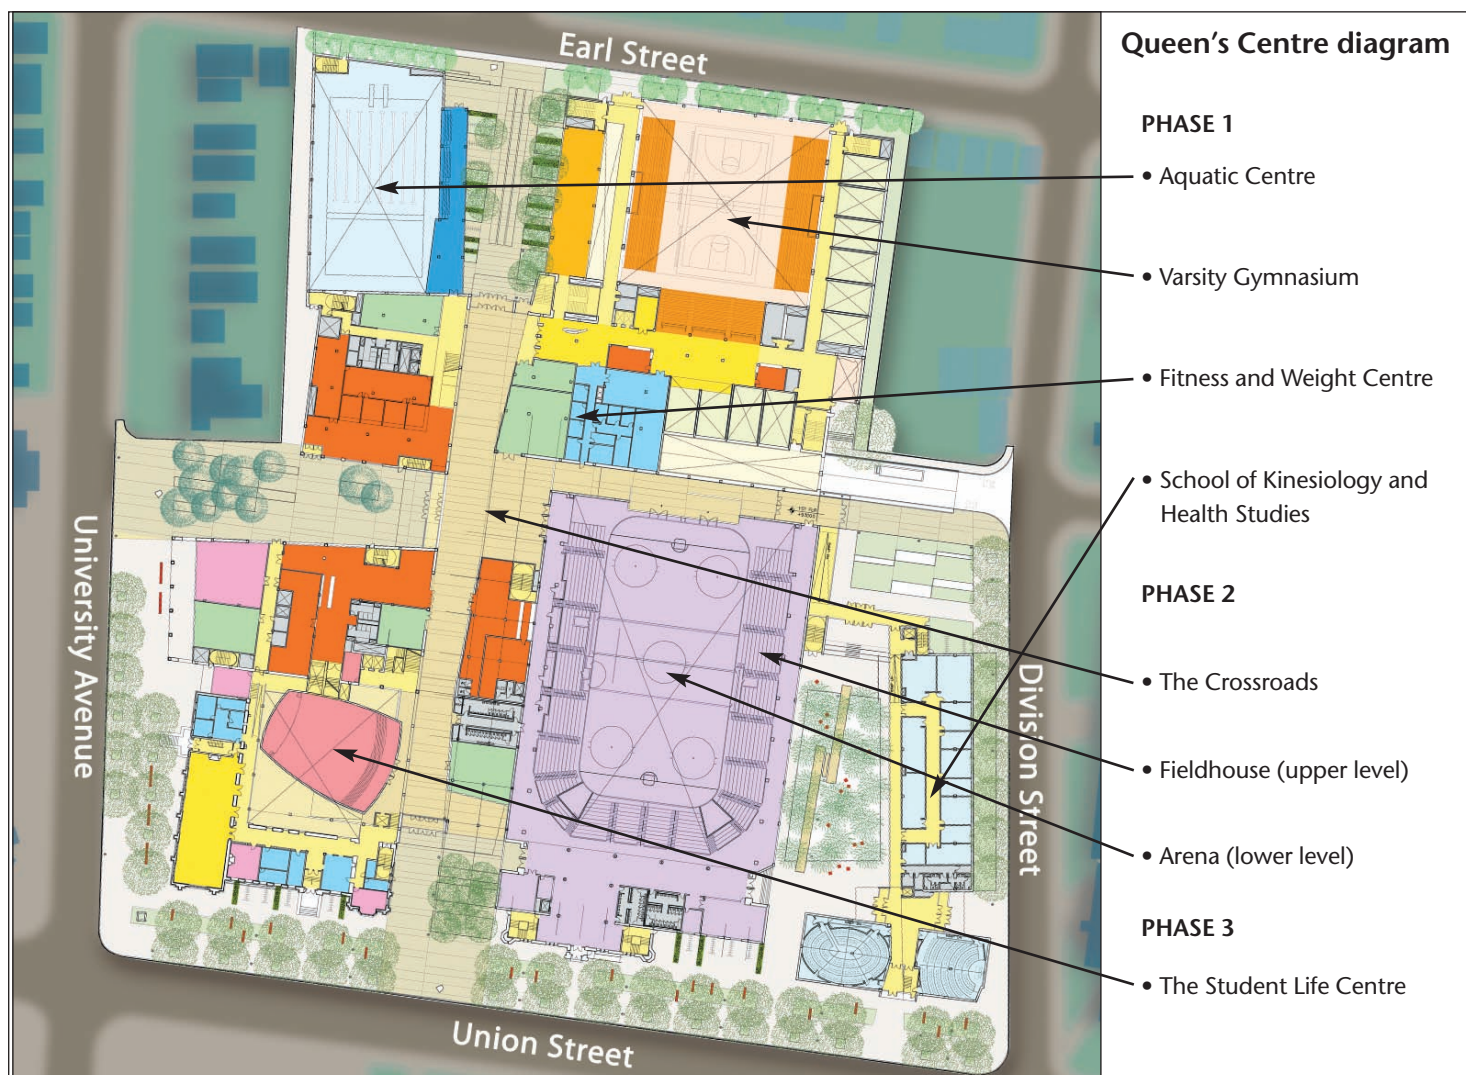 Earl Street
University Avenue
Division Street
Union Street
Queen's Centre diagram
PHASE 1
• Aquatic Centre
• Varsity Gymnasium
• Fitness and Weight Centre
• School of Kinesiology and
Health Studies
PHASE 2
• The Crossroads
• Fieldhouse (upper level)
• Arena (lower level)
PHASE 3
• The Student Life Centre